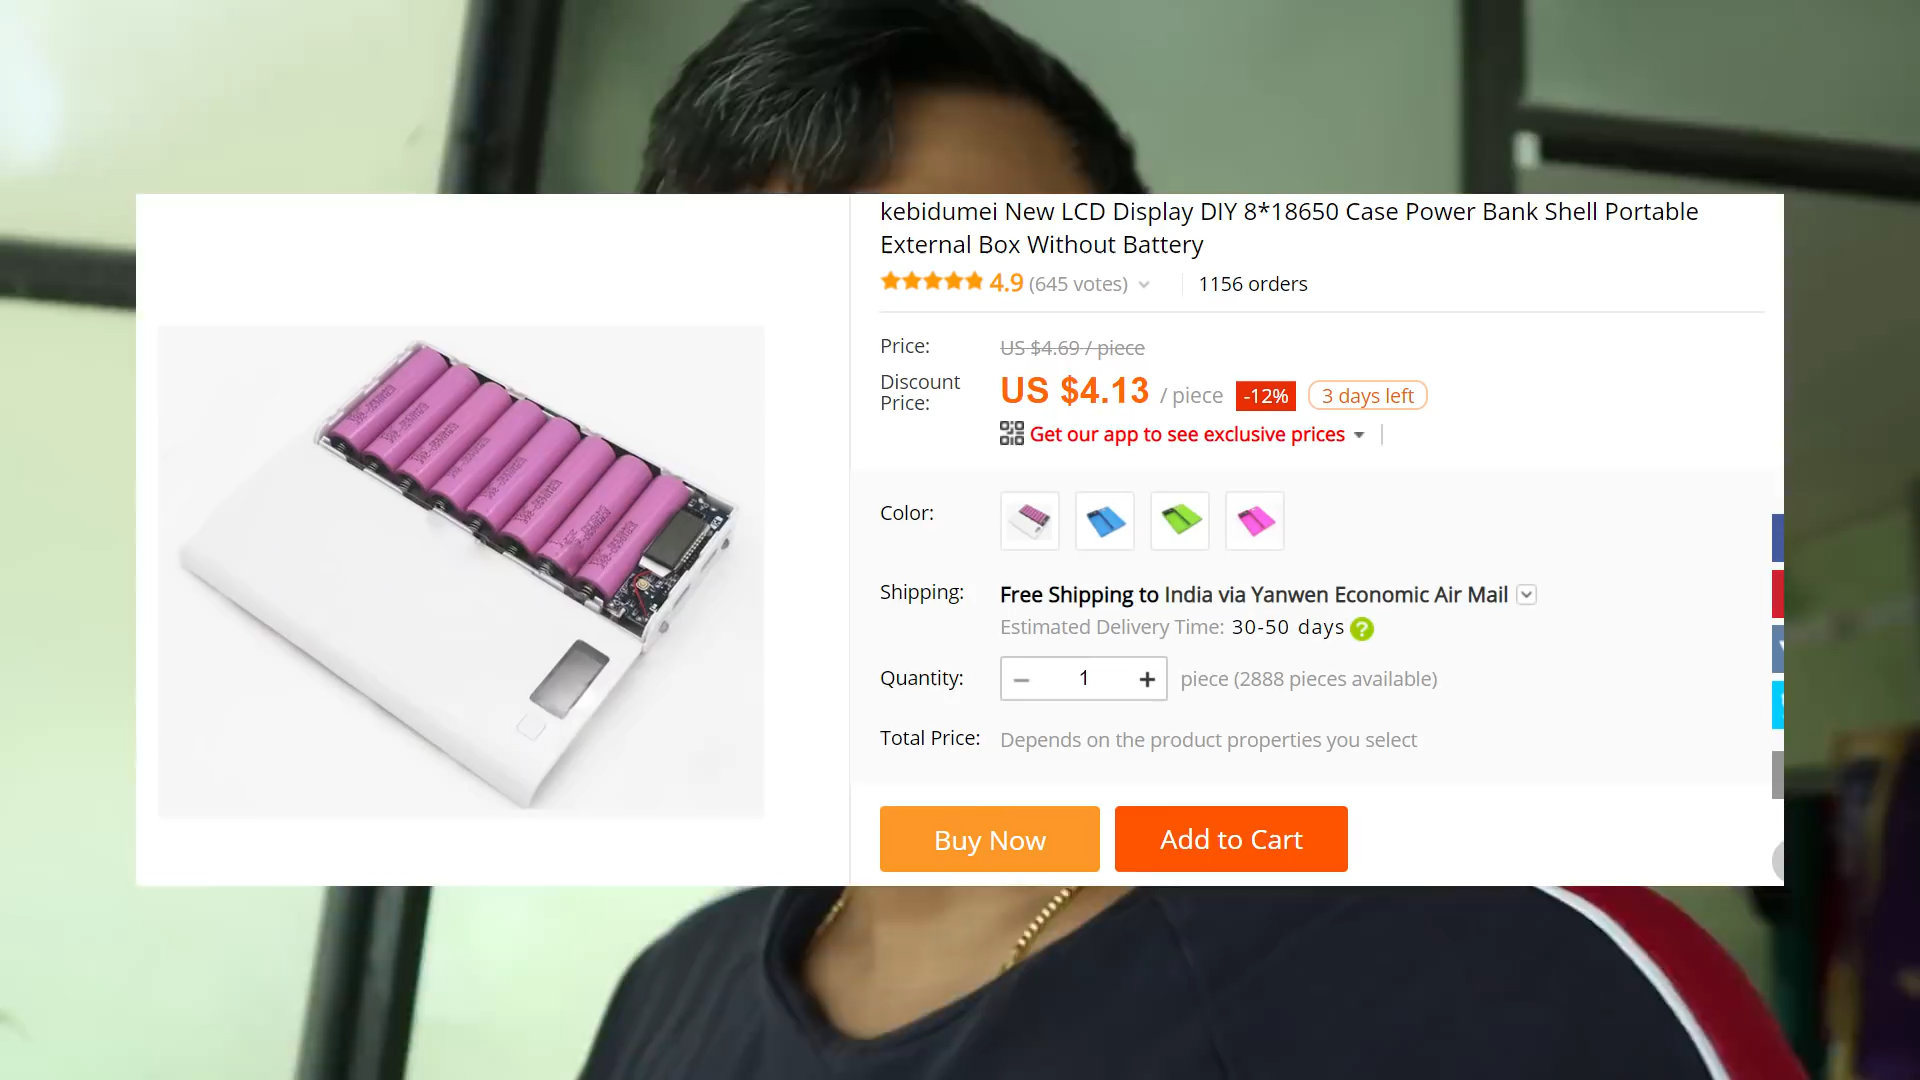 kebidumei New LCD Display DIY 8*18650 Case Power Bank Shell Portable
External Box Without Battery
4.9 (645 votes)
1156 orders
Price:
US $4.69 / piece
Discount
Price:
US $4.13 / piece
-12%
3 days left
Get our app to see exclusive prices
Color:
Shipping:
Free Shipping to India via Yanwen Economic Air Mail
Estimated Delivery Time: 30-50 days ?
Quantity:
− 1 +
piece (2888 pieces available)
Total Price:
Depends on the product properties you select
Buy Now
Add to Cart